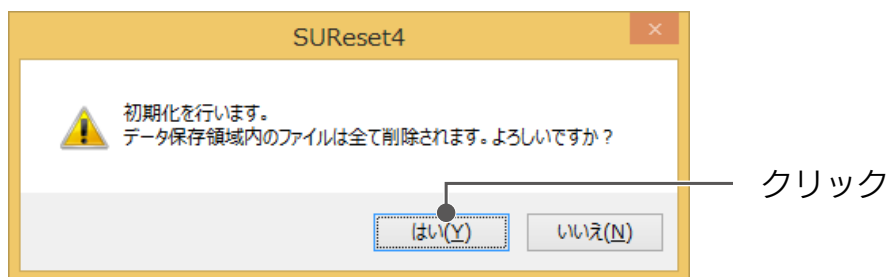 SUReset4
初期化を行います。
データ保存領域内のファイルは全て削除されます。よろしいですか？
クリック
はい(Y)
いいえ(N)